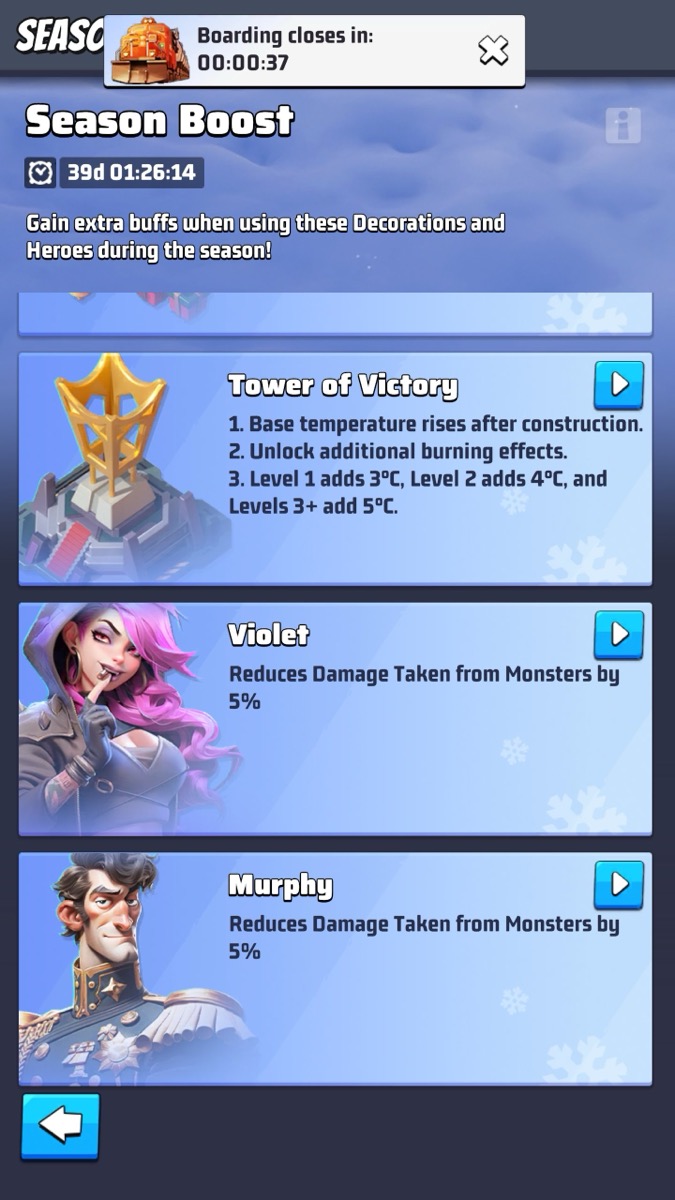 SEASO
Boarding closes in:
00:00:37
Season Boost
39d 01:26:14
Gain extra buffs when using these Decorations and
Heroes during the season!
Tower of Victory
1. Base temperature rises after construction.
2. Unlock additional burning effects.
3. Level 1 adds 3°C, Level 2 adds 4°C, and
Levels 3+ add 5°C.
Violet
Reduces Damage Taken from Monsters by
5%
Murphy
Reduces Damage Taken from Monsters by
5%